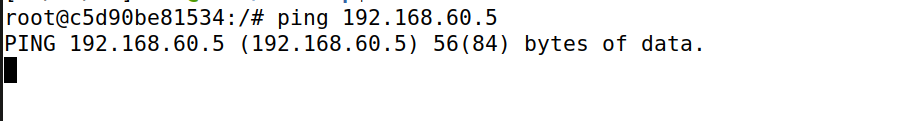 root@c5d90be81534:/# ping 192.168.60.5
PING 192.168.60.5 (192.168.60.5) 56(84) bytes of data.